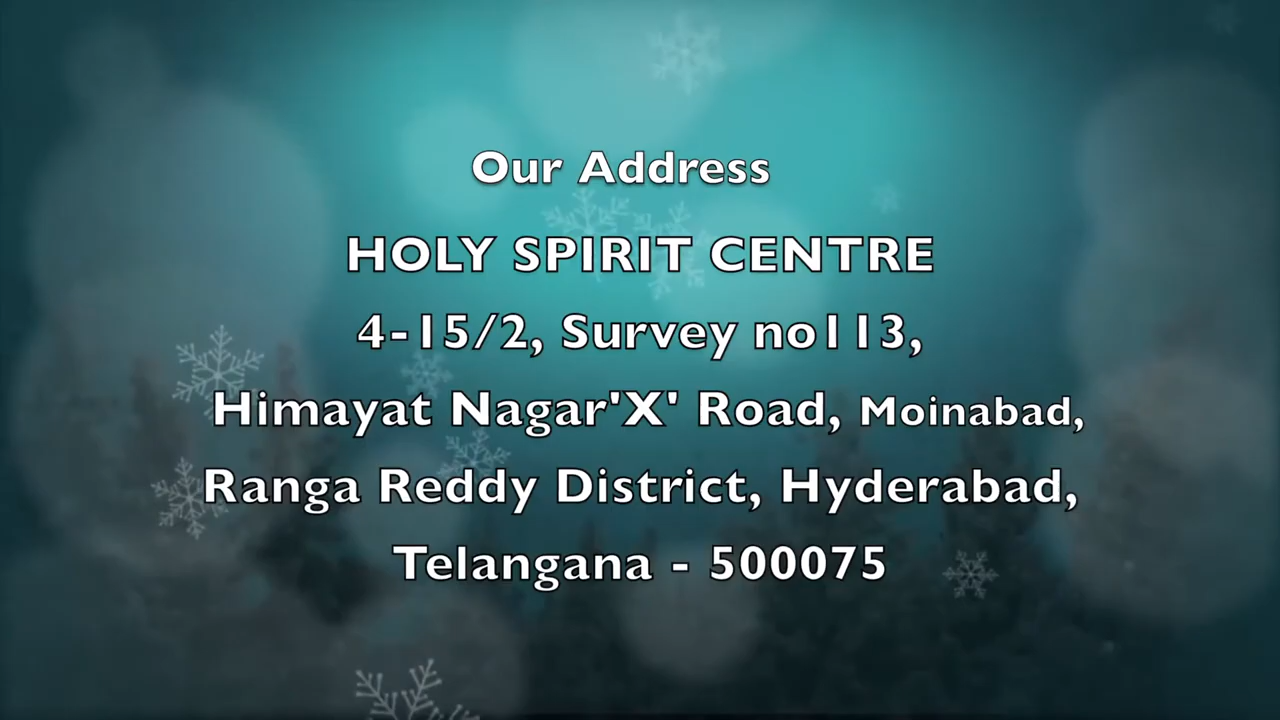 Our Address
HOLY SPIRIT CENTRE
4-15/2, Survey no113,
Himayat Nagar'X' Road, Moinabad,
Ranga Reddy District, Hyderabad,
Telangana - 500075